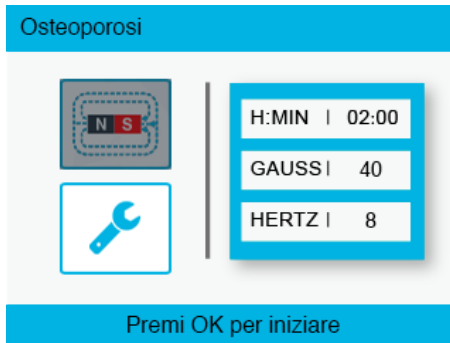 Osteoporosi
N S
H:MIN | 02:00
GAUSS | 40
HERTZ | 8
Premi OK per iniziare